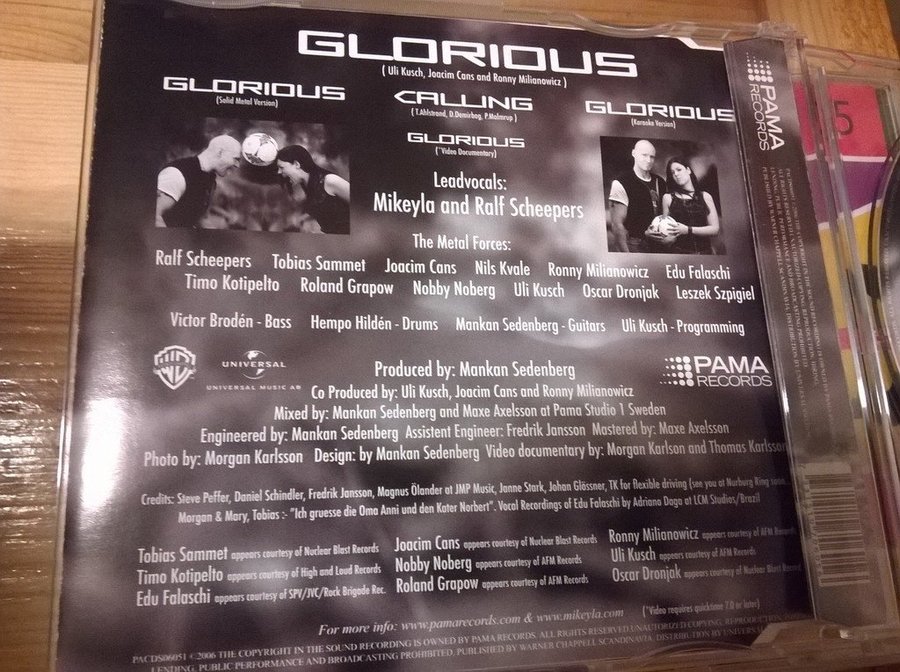 GLORIOUS
( Uli Kusch, Joacim Cans and Ronny Milianowicz )
GLORIOUS
(Solid Metal Version)
CALLING
( T.Ahlstrand, D.Demirbag, P.Malmrup )
GLORIOUS
(*Video Documentary)
GLORIOUS
(Karaoke Version)
Leadvocals:
Mikeyla and Ralf Scheepers
The Metal Forces:
Ralf Scheepers Tobias Sammet Joacim Cans Nils Kvale Ronny Milianowicz Edu Falaschi
Timo Kotipelto Roland Grapow Nobby Noberg Uli Kusch Oscar Dronjak Leszek Szpigiel
Victor Brodén - Bass Hempo Hildén - Drums Mankan Sedenberg - Guitars Uli Kusch - Programming
WB
UNIVERSAL
UNIVERSAL MUSIC AB
Produced by: Mankan Sedenberg
PAMA
RECORDS
Co Produced by: Uli Kusch, Joacim Cans and Ronny Milianowicz
Mixed by: Mankan Sedenberg and Maxe Axelsson at Pama Studio 1 Sweden
Engineered by: Mankan Sedenberg Assistent Engineer: Fredrik Jansson Mastered by: Maxe Axelsson
Photo by: Morgan Karlsson Design: by Mankan Sedenberg Video documentary by: Morgan Karlson and Thomas Karlsson
Credits: Steve Peffer, Daniel Schindler, Fredrik Jansson, Magnus Ölander at JMP Music, Janne Stark, Johan Glössner, TK for flexible driving (see you at Nurburg Ring soon
Morgan & Mary, Tobias :- "Ich gruesse die Oma Anni und den Kater Norbert". Vocal Recordings of Edu Falaschi by Adriano Daga at LCM Studios/Brazil
Tobias Sammet appears courtesy of Nuclear Blast Records
Timo Kotipelto appears courtesy of High and Loud Records
Edu Falaschi appears courtesy of SPV/JVC/Rock Brigade Rec.
Joacim Cans appears courtesy of Nuclear Blast Records
Nobby Noberg appears courtesy of AFM Records
Roland Grapow appears courtesy of AFM Records
Ronny Milianowicz appears courtesy of AFM Records
Uli Kusch appears courtesy of AFM Records
Oscar Dronjak appears courtesy of Nuclear Blast Record
For more info: www.pamarecords.com & www.mikeyla.com
(*Video requires quicktime 7.0 or later)
PACDS06051 ©2006 THE COPYRIGHT IN THE SOUND RECORDING IS OWNED BY PAMA RECORDS. ALL RIGHTS RESERVED UNAUTHORIZED COPYING, REPRODUCTION
LENDING, PUBLIC PERFORMANCE AND BROADCASTING PROHIBITED. PUBLISHED BY WARNER CHAPPELL SCANDINAVIA. DISTRIBUTION BY UNIVERS
PAMA
RECORDS
5